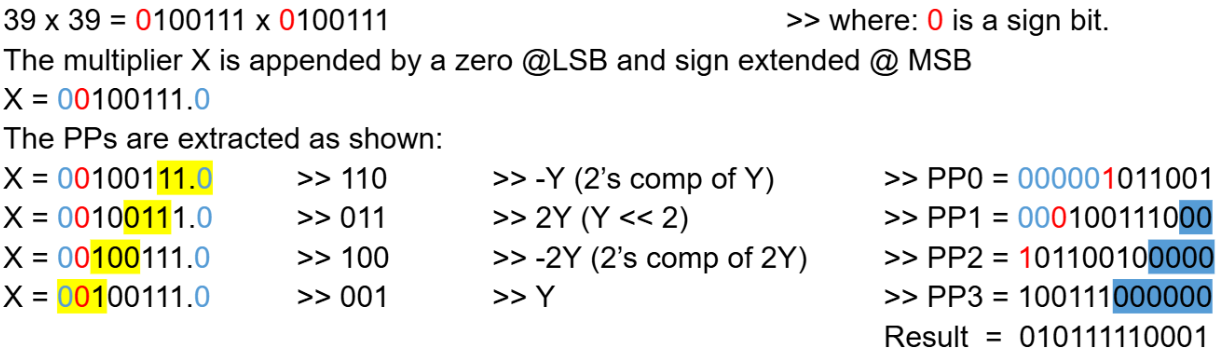 39 x 39 = 0100111 x 0100111 >> where: 0 is a sign bit.
The multiplier X is appended by a zero @LSB and sign extended @ MSB
X = 00100111.0
The PPs are extracted as shown:
X = 00100111.0 >> 110 >> -Y (2's comp of Y) >> PP0 = 000001011001
X = 00100111.0 >> 011 >> 2Y (Y << 2) >> PP1 = 000100111000
X = 00100111.0 >> 100 >> -2Y (2's comp of 2Y) >> PP2 = 101100100000
X = 00100111.0 >> 001 >> Y >> PP3 = 100111000000
Result = 010111110001